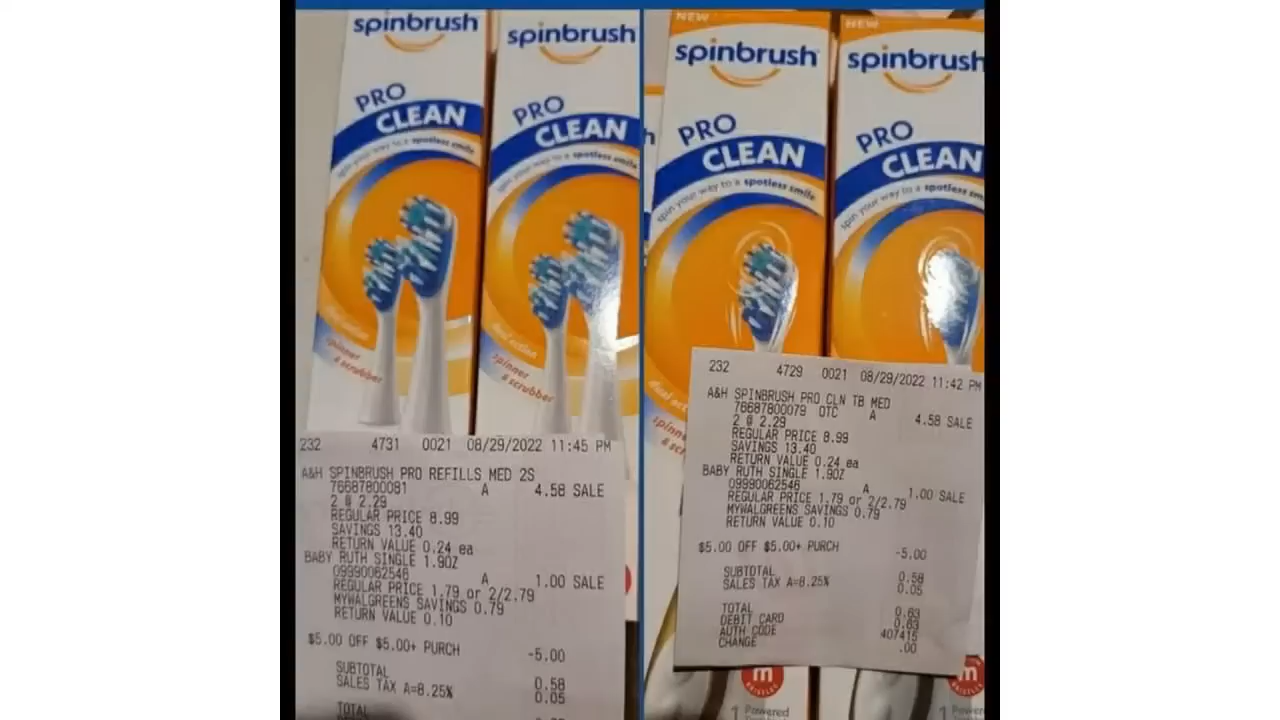 spinbrush
PRO
CLEAN
spin your way to a spotless smile
dual action
spinner
& scrubber
232 4731 0021 08/29/2022 11:45 PM
A&H SPINBRUSH PRO REFILLS MED 2S
76687800081 A 4.58 SALE
2 @ 2.29
REGULAR PRICE 8.99
SAVINGS 13.40
RETURN VALUE 0.24 ea
BABY RUTH SINGLE 1.9OZ
09990062546 A 1.00 SALE
REGULAR PRICE 1.79 or 2/2.79
MYWALGREENS SAVINGS 0.79
RETURN VALUE 0.10
$5.00 OFF $5.00+ PURCH -5.00
SUBTOTAL 0.58
SALES TAX A=8.25% 0.05
TOTAL
spinbrush
PRO
CLEAN
spin your way to a spotless smile
dual action
spinner
& scrubber
NEW
spinbrush
PRO
CLEAN
spin your way to a spotless smile
dual act
spinn
& sc
NEW
spinbrush
PRO
CLEAN
spin your way to a spotless smile
232 4729 0021 08/29/2022 11:42 PM
A&H SPINBRUSH PRO CLN TB MED
76687800079 OTC A 4.58 SALE
2 @ 2.29
REGULAR PRICE 8.99
SAVINGS 13.40
RETURN VALUE 0.24 ea
BABY RUTH SINGLE 1.9OZ
09990062546 A 1.00 SALE
REGULAR PRICE 1.79 or 2/2.79
MYWALGREENS SAVINGS 0.79
RETURN VALUE 0.10
$5.00 OFF $5.00+ PURCH -5.00
SUBTOTAL 0.58
SALES TAX A=8.25% 0.05
TOTAL 0.63
DEBIT CARD 0.63
AUTH CODE 407415
CHANGE .00
m
BRISTLES
1 Powered
m
BRISTLES
1 Power